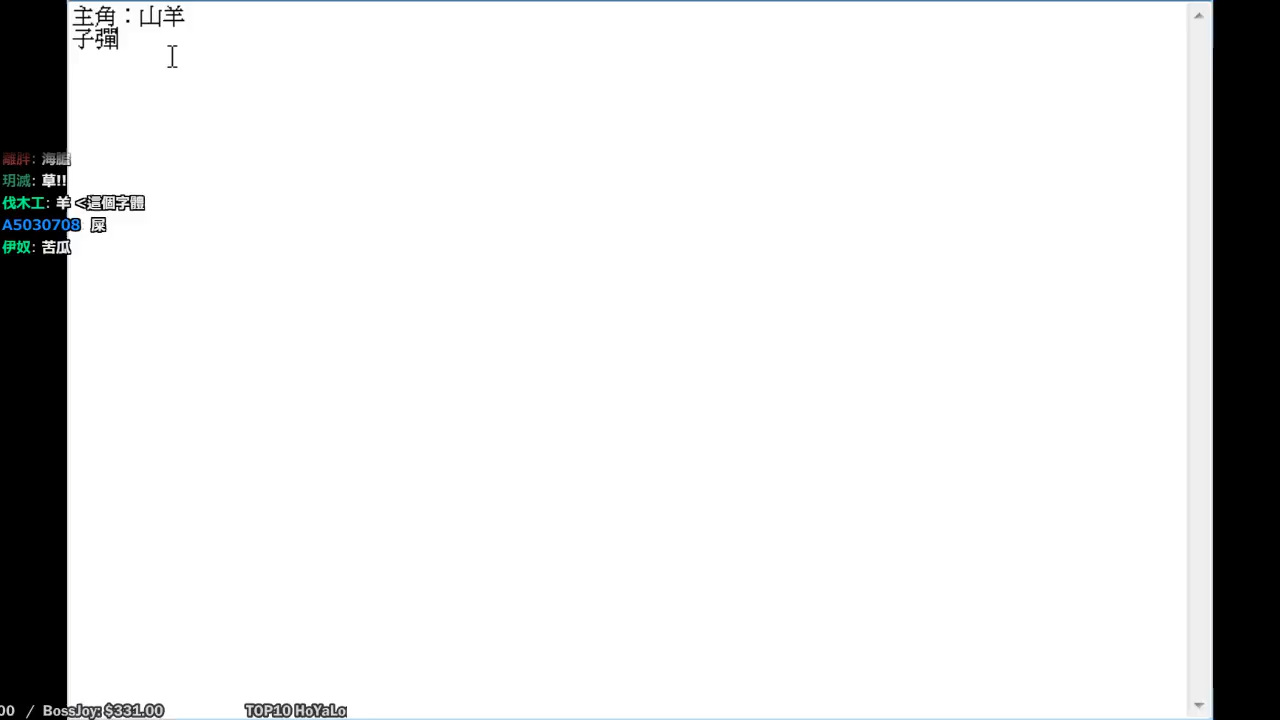 主角：山羊
子彈
離胖: 海膽
玥滅: 草!!
伐木工: 羊 <這個字體
A5030708 屎
伊奴: 苦瓜
00 / BossJoy: $331.00 TOP10 HoYaLo